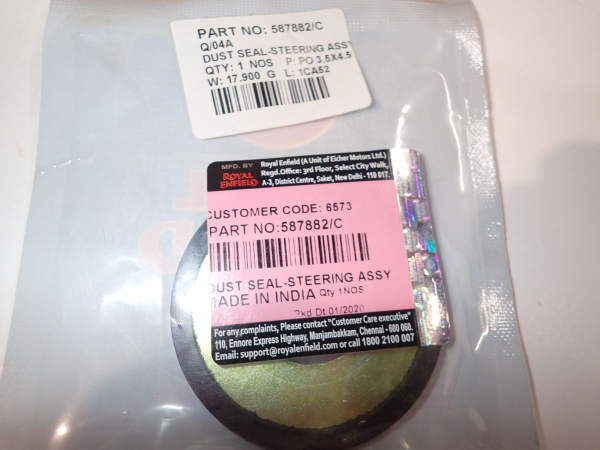 PART NO: 587882/C
Q/04A
DUST SEAL-STEERING ASSY
QTY: 1 NOS P: PO 3.5X4.5
W: 17.900 G L: 1CA52
MFD. BY
ROYAL
ENFIELD
Royal Enfield (A Unit of Eicher Motors Ltd.)
Regd.Office: 3rd Floor, Select City Walk,
A-3, District Centre, Saket, New Delhi - 110 017.
CUSTOMER CODE: 6573
PART NO:587882/C
DUST SEAL-STEERING ASSY
MADE IN INDIA Qty 1NOS
Pkd Dt.01/2020
For any complaints, Please contact "Customer Care executive"
110, Ennore Express Highway, Manjambakkam, Chennai - 600 060.
Email: support@royalenfield.com or call 1800 2100 007